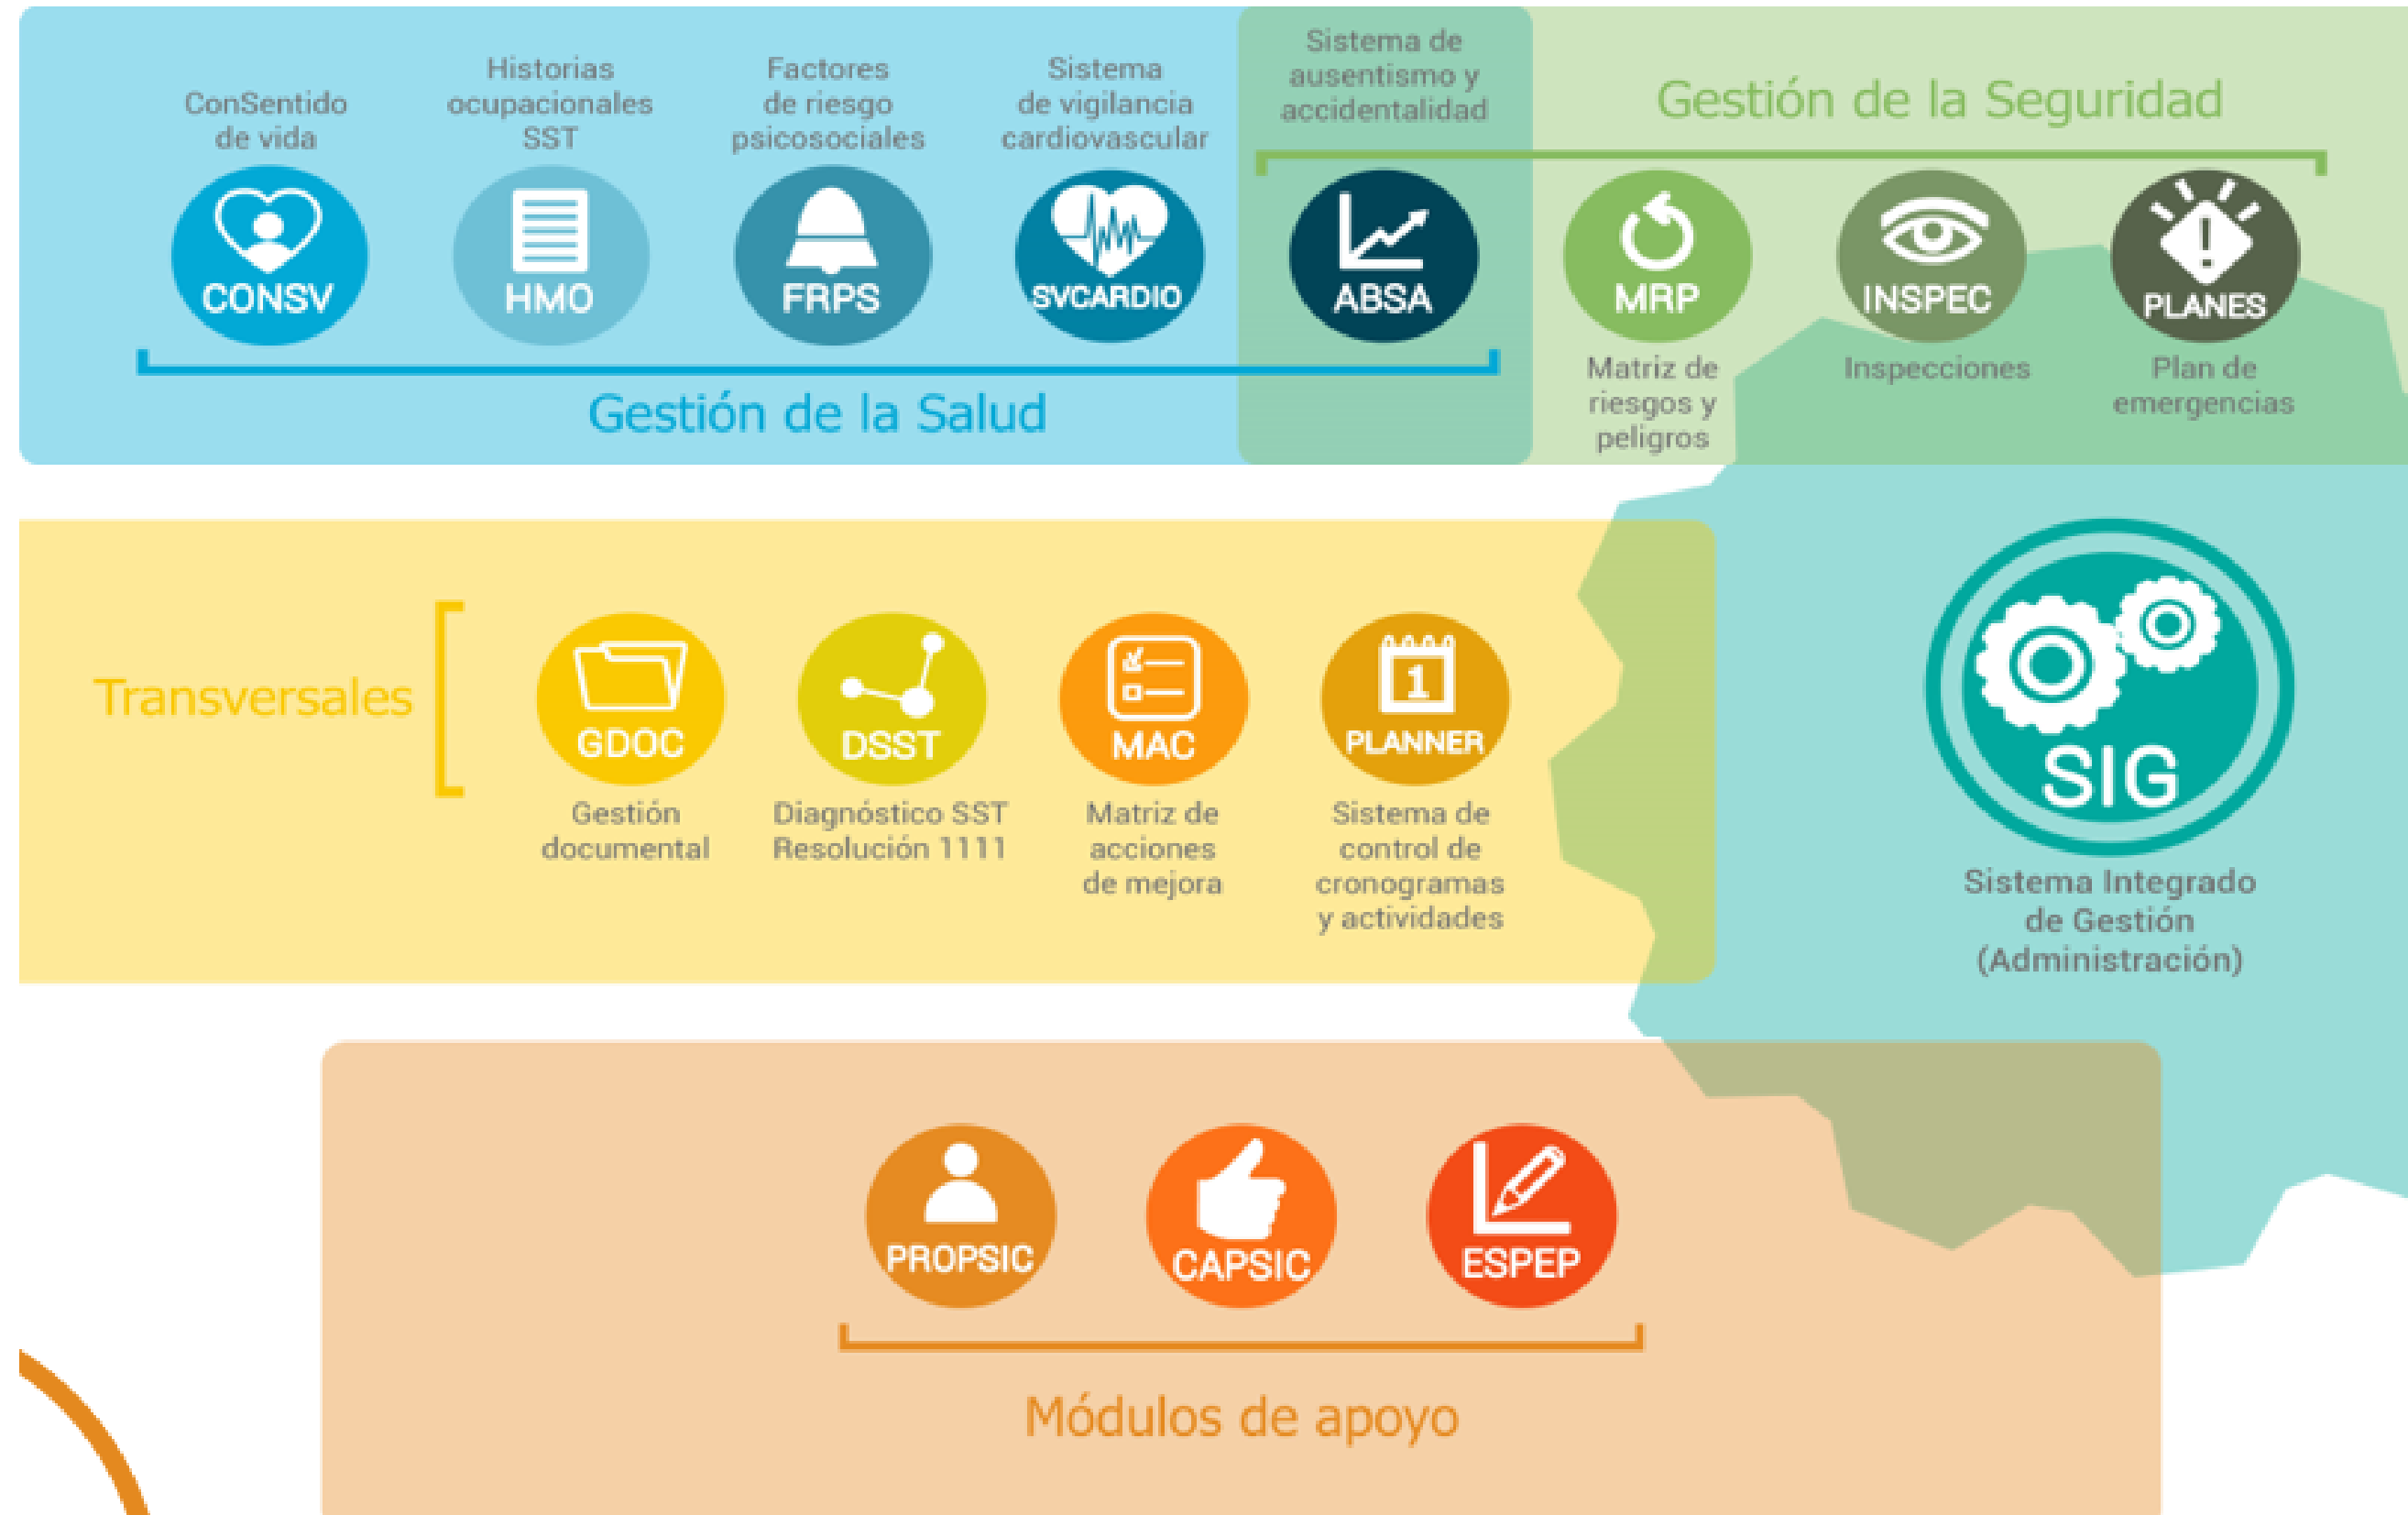 ConSentido
de vida
CONSV
Historias
ocupacionales
SST
HMO
Factores
de riesgo
psicosociales
FRPS
Sistema
de vigilancia
cardiovascular
SVCARDIO
Gestión de la Salud
Sistema de
ausentismo y
accidentalidad
ABSA
Gestión de la Seguridad
MRP
Matriz de
riesgos y
peligros
INSPEC
Inspecciones
PLANES
Plan de
emergencias
Transversales
GDOC
Gestión
documental
DSST
Diagnóstico SST
Resolución 1111
MAC
Matriz de
acciones
de mejora
1
PLANNER
Sistema de
control de
cronogramas
y actividades
SIG
Sistema Integrado
de Gestión
(Administración)
PROPSIC
CAPSIC
ESPEP
Módulos de apoyo